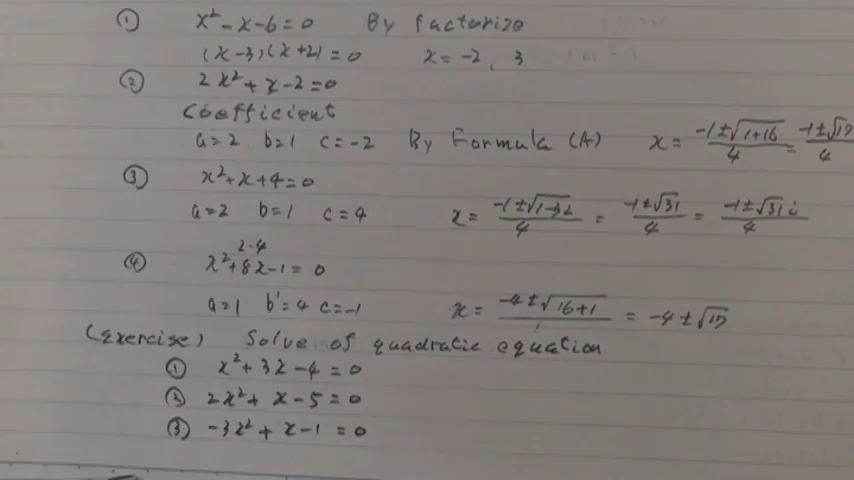 ① x² - x - 6 = 0 By factorize
(x-3)(x+2) = 0 x = -2, 3
② 2x² + x - 2 = 0
Coefficient
a=2 b=1 c=-2 By Formula (A) x = (-1±√(1+16))/4 = (-1±√17)/4
③ x² + x + 4 = 0
a=2 b=1 c=4 x = (-1±√(1-32))/4 = (-1±√31)/4 = (-1±√31 i)/4
2·4
④ x² + 8x - 1 = 0
a=1 b'=4 c=-1 x = (-4±√(16+1))/1 = -4±√17
(Exercise) Solve of quadratic equation
① x² + 3x - 4 = 0
② 2x² + x - 5 = 0
③ -3x² + x - 1 = 0